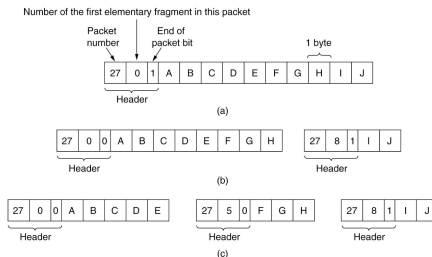 Number of the first elementary fragment in this packet
Packet number
End of packet bit
1 byte
27 0 1 A B C D E F G H I J
Header
(a)
27 0 0 A B C D E F G H
27 8 1 I J
Header
Header
(b)
27 0 0 A B C D E
27 5 0 F G H
27 8 1 I J
Header
Header
Header
(c)